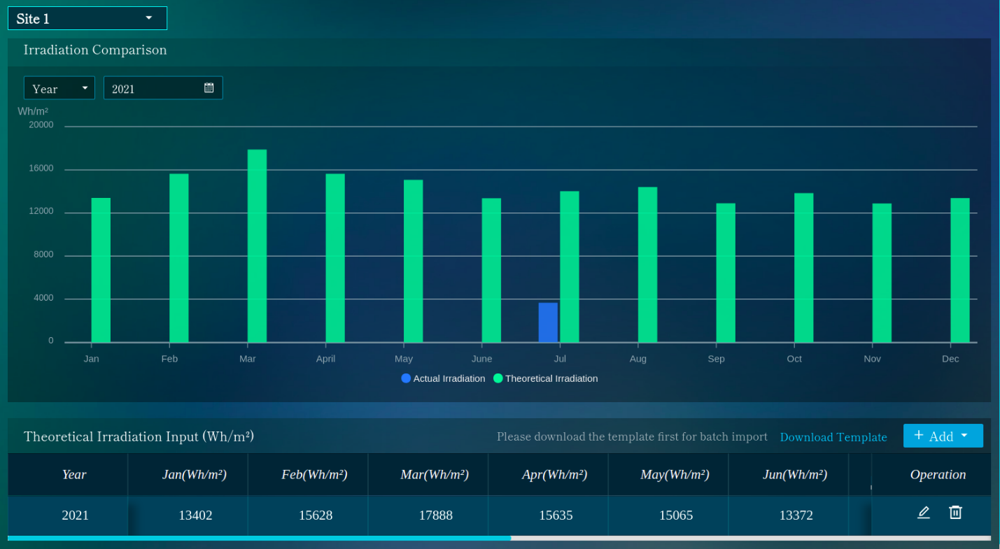 Site 1
Irradiation Comparison
Year
2021
Wh/m²
20000
16000
12000
8000
4000
0
Jan Feb Mar April May June Jul Aug Sep Oct Nov Dec
Actual Irradiation Theoretical Irradiation
Theoretical Irradiation Input (Wh/m²)
Please download the template first for batch import Download Template + Add
Year Jan(Wh/m²) Feb(Wh/m²) Mar(Wh/m²) Apr(Wh/m²) May(Wh/m²) Jun(Wh/m²) Operation
2021 13402 15628 17888 15635 15065 13372